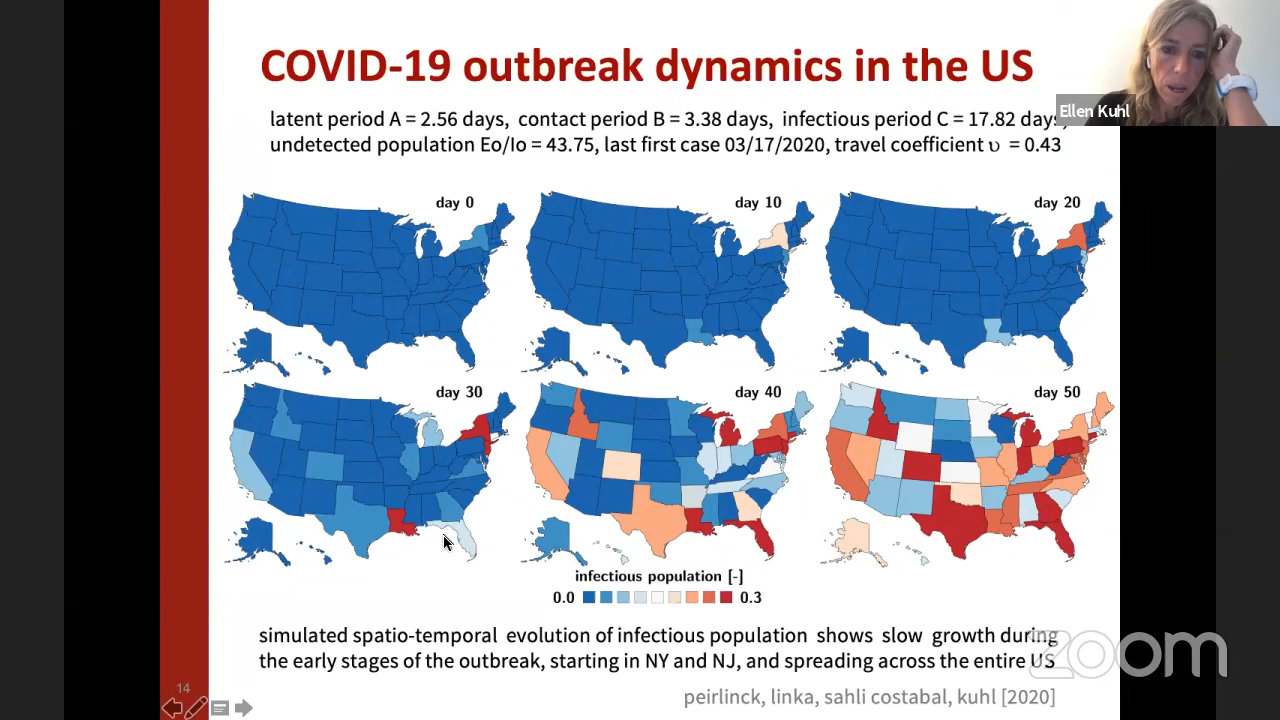 COVID-19 outbreak dynamics in the US
Ellen Kuhl
latent period A = 2.56 days, contact period B = 3.38 days, infectious period C = 17.82 days,
undetected population Eo/Io = 43.75, last first case 03/17/2020, travel coefficient υ = 0.43
day 0
day 10
day 20
day 30
day 40
day 50
infectious population [-]
0.0
0.3
simulated spatio-temporal evolution of infectious population shows slow growth during
the early stages of the outbreak, starting in NY and NJ, and spreading across the entire US
zoom
14
peirlinck, linka, sahli costabal, kuhl [2020]